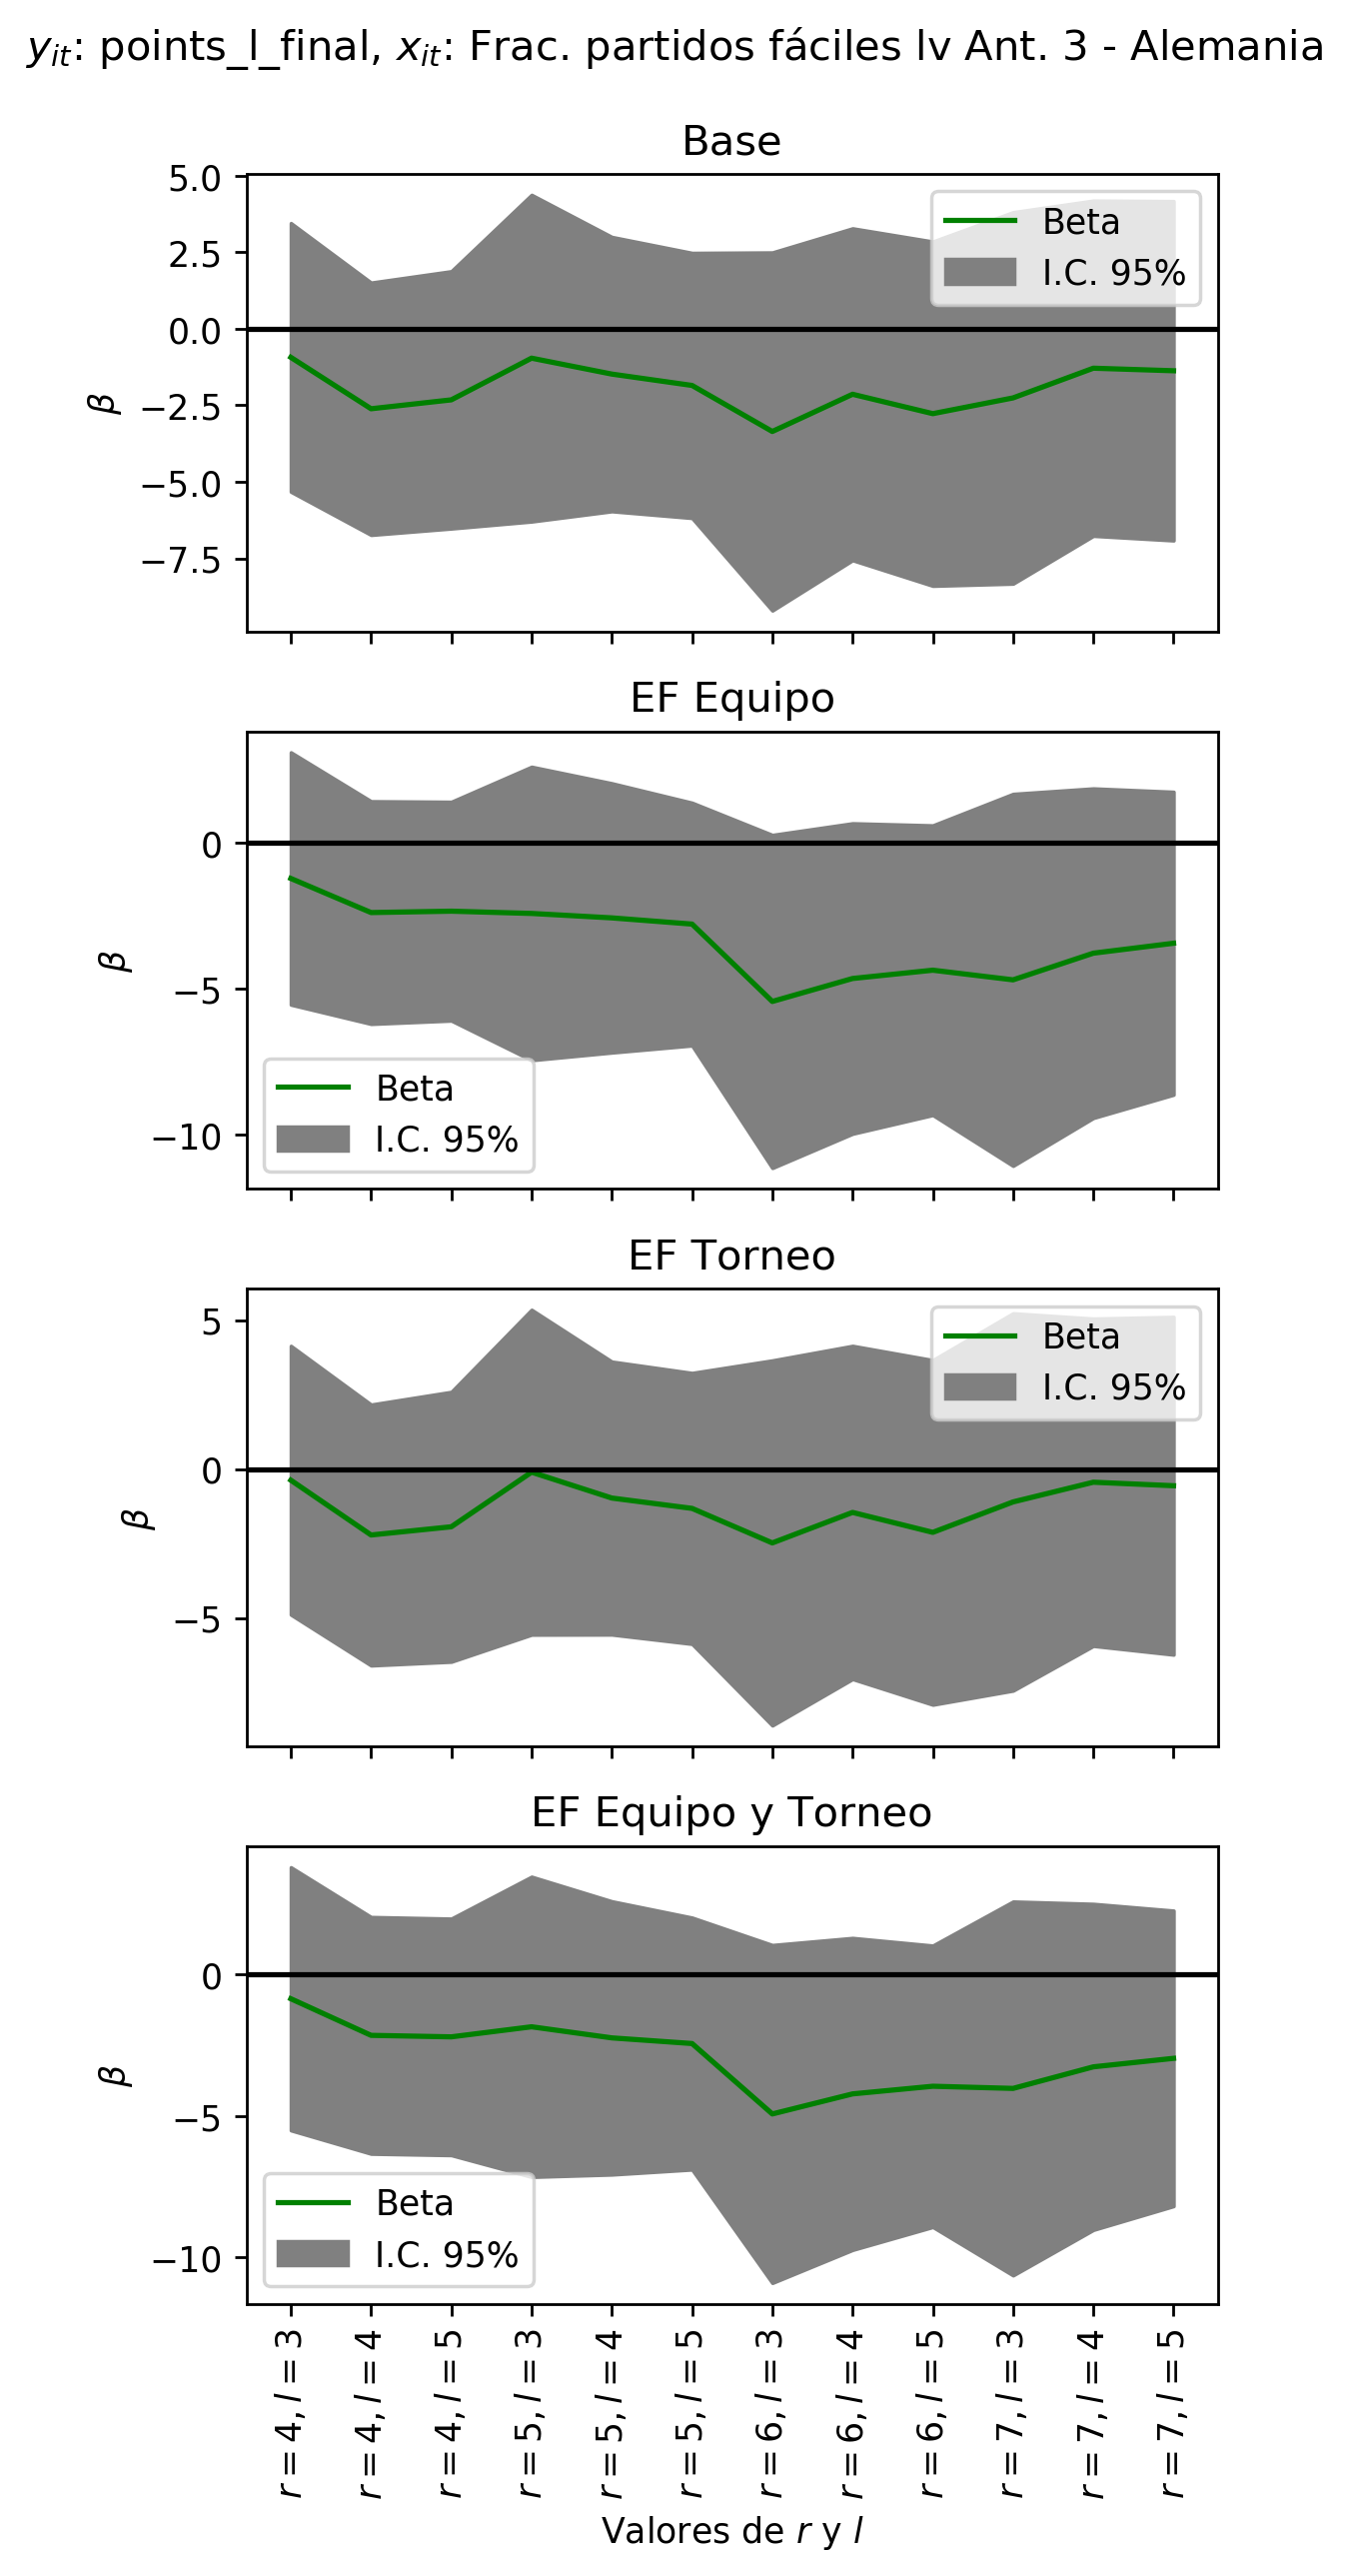 y_it: points_l_final, x_it: Frac. partidos fáciles lv Ant. 3 - Alemania
Base
5.0
2.5
0.0
−2.5
−5.0
−7.5
β
Beta
I.C. 95%
EF Equipo
0
−5
−10
β
Beta
I.C. 95%
EF Torneo
5
0
−5
β
Beta
I.C. 95%
EF Equipo y Torneo
0
−5
−10
β
Beta
I.C. 95%
r = 4, l = 3
r = 4, l = 4
r = 4, l = 5
r = 5, l = 3
r = 5, l = 4
r = 5, l = 5
r = 6, l = 3
r = 6, l = 4
r = 6, l = 5
r = 7, l = 3
r = 7, l = 4
r = 7, l = 5
Valores de r y l